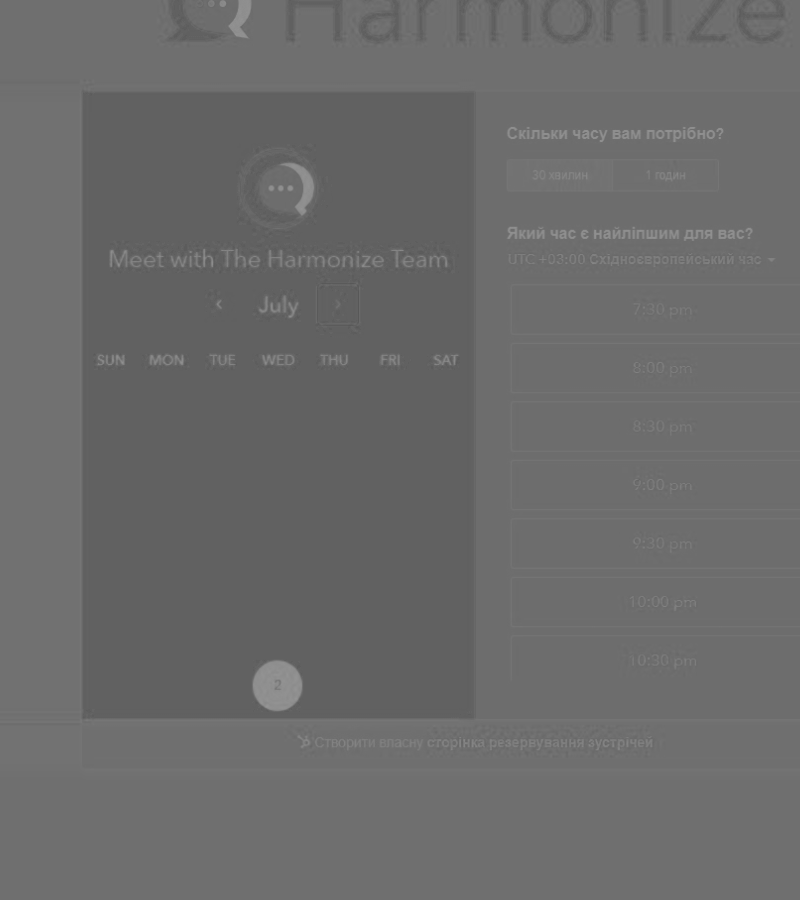 Harmonize
Meet with The Harmonize Team
‹ July ›
SUN MON TUE WED THU FRI SAT
2
Скільки часу вам потрібно?
30 хвилин 1 годин
Який час є найліпшим для вас?
UTC +03:00 Східноєвропейський час
7:30 pm
8:00 pm
8:30 pm
9:00 pm
9:30 pm
10:00 pm
10:30 pm
Створити власну сторінка резервування зустрічей